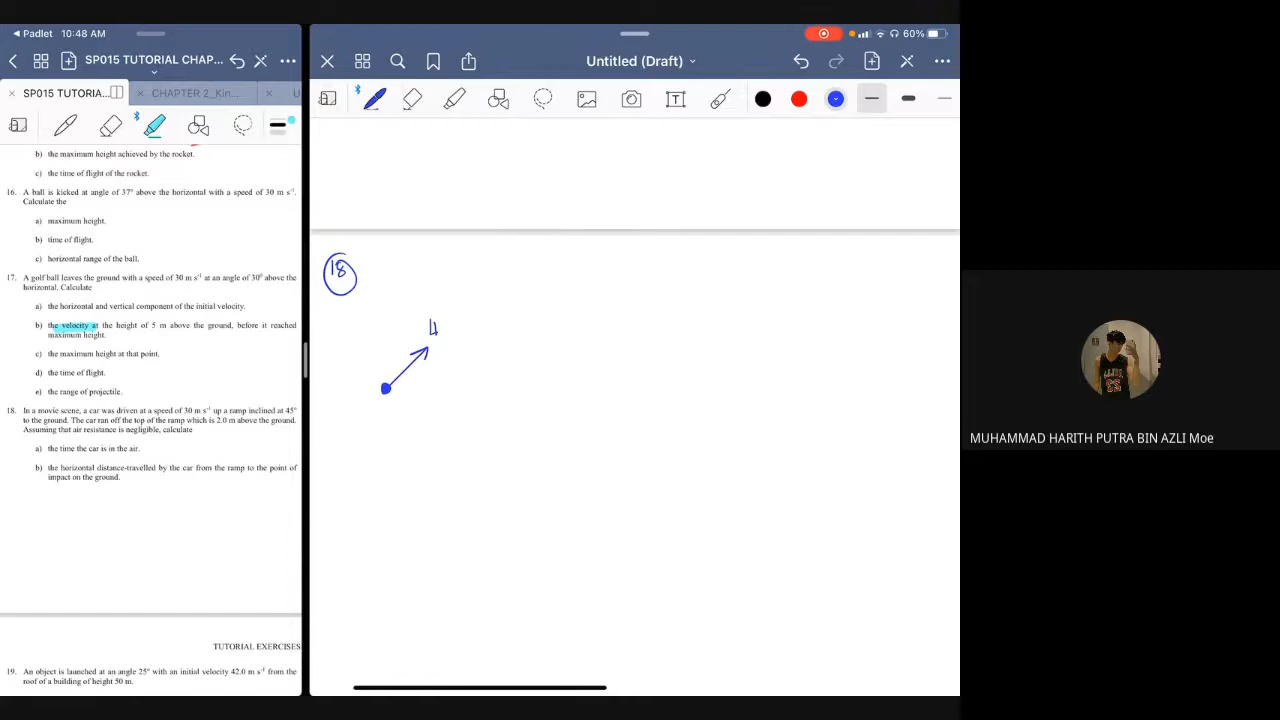 Padlet 10:48 AM
60%
SP015 TUTORIAL CHAP...
Untitled (Draft)
SP015 TUTORIA...
CHAPTER 2_Kin...
U
T
b) the maximum height achieved by the rocket.
c) the time of flight of the rocket.
16. A ball is kicked at angle of 37° above the horizontal with a speed of 30 m s⁻¹.
Calculate the
a) maximum height.
b) time of flight.
c) horizontal range of the ball.
17. A golf ball leaves the ground with a speed of 30 m s⁻¹ at an angle of 30⁰ above the
horizontal. Calculate
a) the horizontal and vertical component of the initial velocity.
b) the velocity at the height of 5 m above the ground, before it reached
maximum height.
c) the maximum height at that point.
d) the time of flight.
e) the range of projectile.
18. In a movie scene, a car was driven at a speed of 30 m s⁻¹ up a ramp inclined at 45°
to the ground. The car ran off the top of the ramp which is 2.0 m above the ground.
Assuming that air resistance is negligible, calculate
a) the time the car is in the air.
b) the horizontal distance-travelled by the car from the ramp to the point of
impact on the ground.
TUTORIAL EXERCISES
19. An object is launched at an angle 25° with an initial velocity 42.0 m s⁻¹ from the
roof of a building of height 50 m.
18
MUHAMMAD HARITH PUTRA BIN AZLI Moe